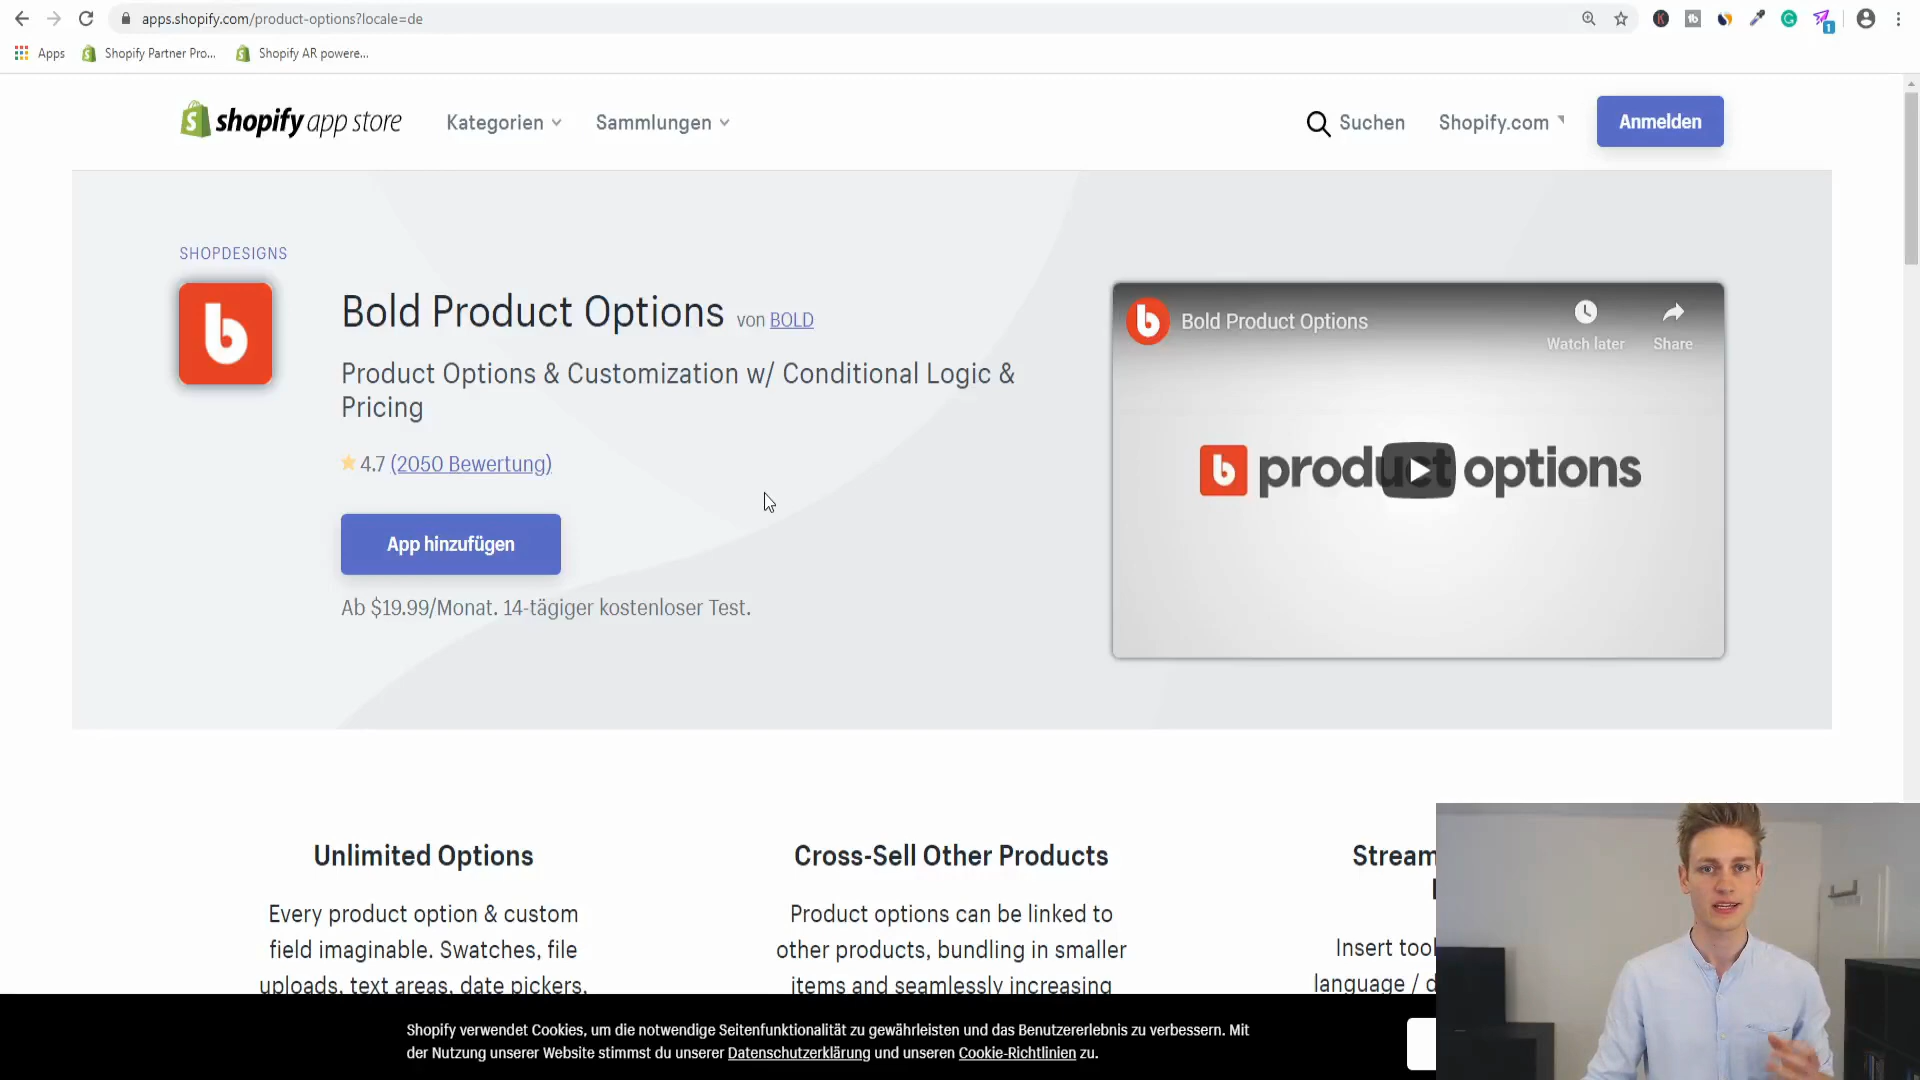 apps.shopify.com/product-options?locale=de
1
Apps
Shopify Partner Pro...
Shopify AR powere...
shopify app store
Kategorien
Sammlungen
Suchen
Shopify.com
Anmelden
SHOPDESIGNS
b
Bold Product Options von BOLD
Product Options & Customization w/ Conditional Logic &
Pricing
4.7 (2050 Bewertung)
App hinzufügen
Ab $19.99/Monat. 14-tägiger kostenloser Test.
b
Bold Product Options
Watch later
Share
b product options
Unlimited Options
Every product option & custom
field imaginable. Swatches, file
uploads, text areas, date pickers,
Cross-Sell Other Products
Product options can be linked to
other products, bundling in smaller
items and seamlessly increasing
Stream
Insert tool
language / d
Shopify verwendet Cookies, um die notwendige Seitenfunktionalität zu gewährleisten und das Benutzererlebnis zu verbessern. Mit
der Nutzung unserer Website stimmst du unserer Datenschutzerklärung und unseren Cookie-Richtlinien zu.